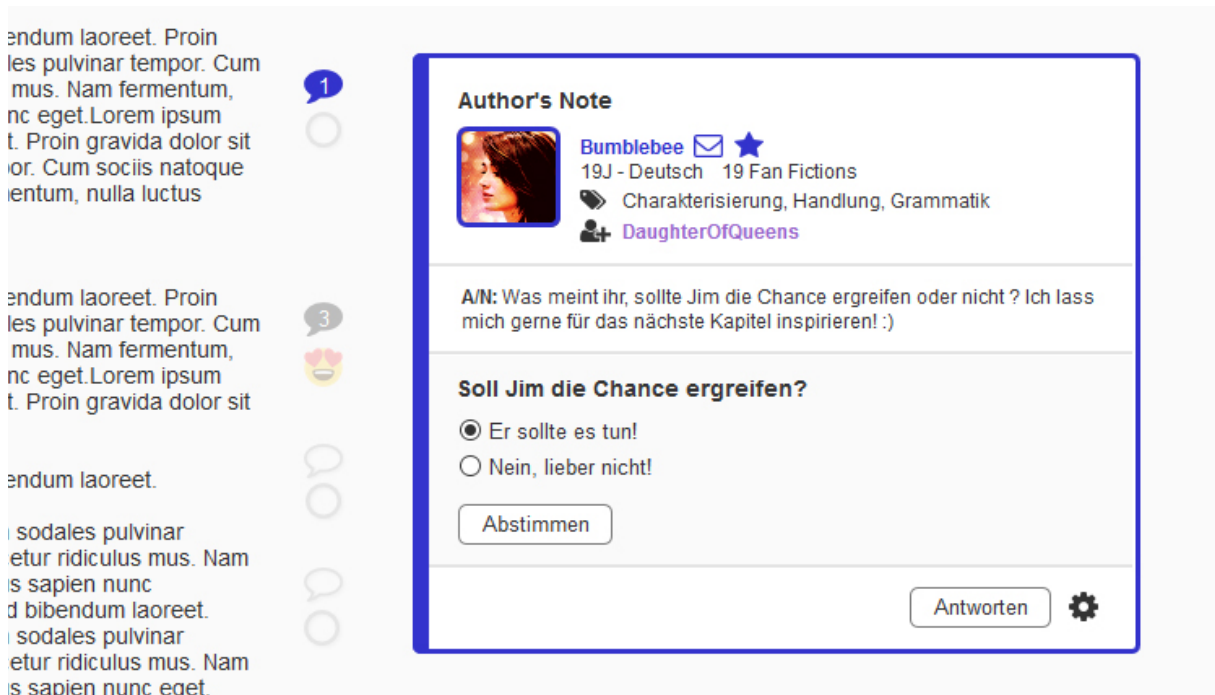 endum laoreet. Proin
les pulvinar tempor. Cum
mus. Nam fermentum,
nc eget.Lorem ipsum
t. Proin gravida dolor sit
or. Cum sociis natoque
entum, nulla luctus
1
endum laoreet. Proin
les pulvinar tempor. Cum
mus. Nam fermentum,
nc eget.Lorem ipsum
t. Proin gravida dolor sit
3
endum laoreet.
sodales pulvinar
etur ridiculus mus. Nam
s sapien nunc
d bibendum laoreet.
sodales pulvinar
etur ridiculus mus. Nam
s sapien nunc eget.
Author's Note
Bumblebee
19J - Deutsch 19 Fan Fictions
Charakterisierung, Handlung, Grammatik
DaughterOfQueens
A/N: Was meint ihr, sollte Jim die Chance ergreifen oder nicht ? Ich lass
mich gerne für das nächste Kapitel inspirieren! :)
Soll Jim die Chance ergreifen?
Er sollte es tun!
Nein, lieber nicht!
Abstimmen
Antworten